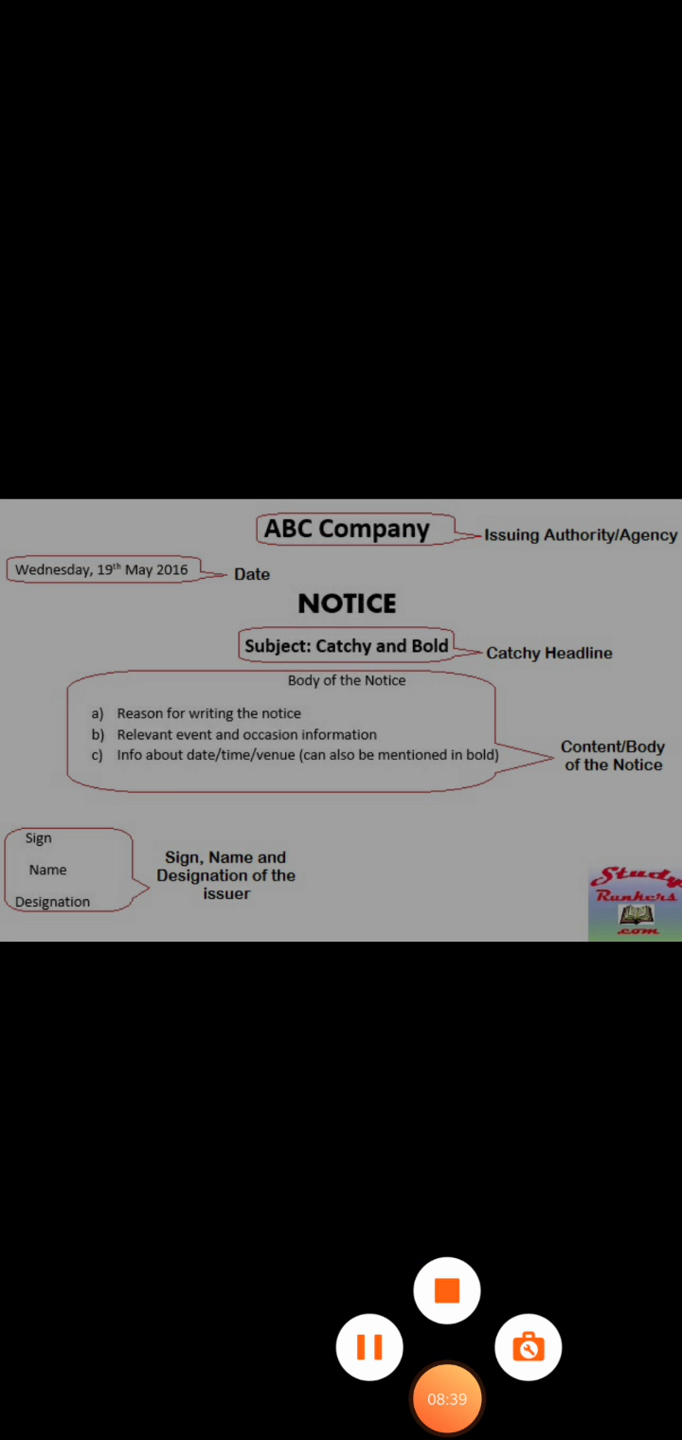 ABC Company
Issuing Authority/Agency
Wednesday, 19th May 2016
Date
NOTICE
Subject: Catchy and Bold
Catchy Headline
Body of the Notice
a) Reason for writing the notice
b) Relevant event and occasion information
c) Info about date/time/venue (can also be mentioned in bold)
Content/Body
of the Notice
Sign
Name
Designation
Sign, Name and
Designation of the
issuer
Study
Rankers
.com
08:39